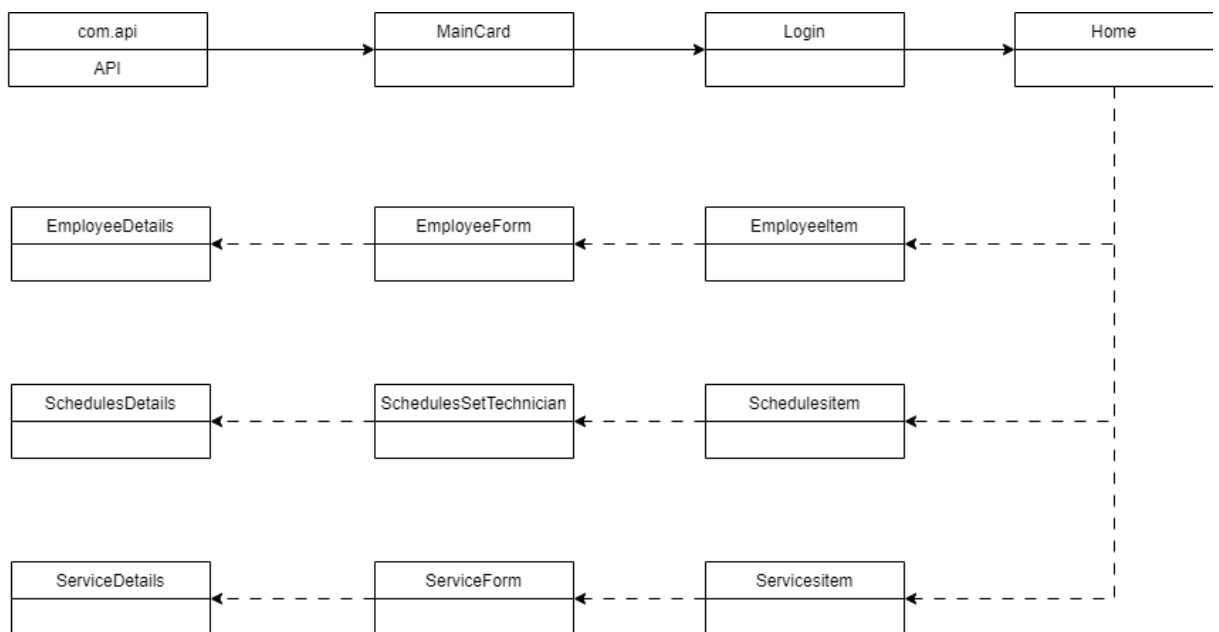 com.api
API
MainCard
Login
Home
EmployeeDetails
EmployeeForm
EmployeeItem
SchedulesDetails
SchedulesSetTechnician
Schedulesitem
ServiceDetails
ServiceForm
Servicesitem